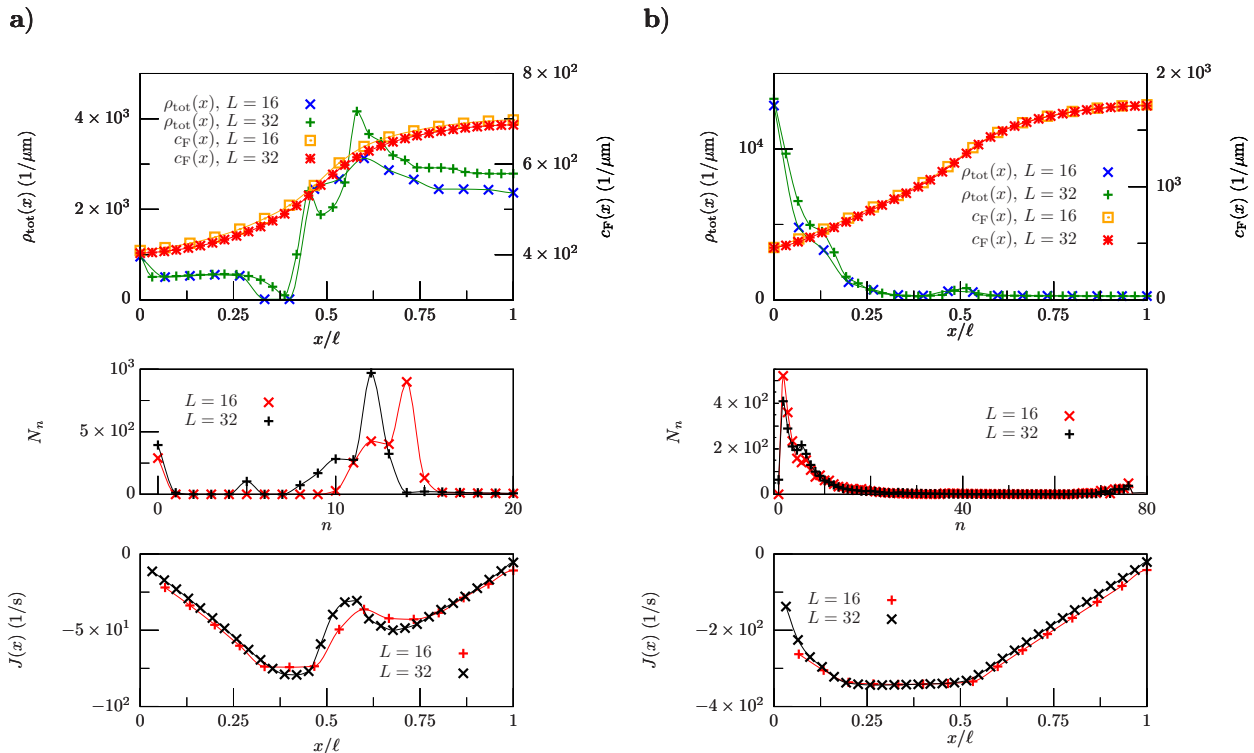 a)
8 × 10²
4 × 10³
2 × 10³
0
6 × 10²
4 × 10²
ρtot(x), L = 16
ρtot(x), L = 32
cF(x), L = 16
cF(x), L = 32
ρtot(x) (1/μm)
cF(x) (1/μm)
0
0.25
0.5
0.75
1
x/ℓ
10³
5 × 10²
0
L = 16
L = 32
Nn
0
10
20
n
0
−5 × 10¹
−10²
L = 16
L = 32
J(x) (1/s)
0
0.25
0.5
0.75
1
x/ℓ
b)
2 × 10³
10⁴
0
10³
0
ρtot(x), L = 16
ρtot(x), L = 32
cF(x), L = 16
cF(x), L = 32
ρtot(x) (1/μm)
cF(x) (1/μm)
0
0.25
0.5
0.75
1
x/ℓ
4 × 10²
2 × 10²
0
L = 16
L = 32
Nn
0
40
80
n
0
−2 × 10²
−4 × 10²
L = 16
L = 32
J(x) (1/s)
0
0.25
0.5
0.75
1
x/ℓ